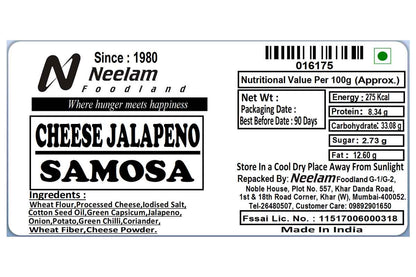 Since : 1980
Neelam
Foodland
Where hunger meets happiness
CHEESE JALAPENO
SAMOSA
Ingredents :
Wheat Flour,Processed Cheese,Iodised Salt,
Cotton Seed Oil,Green Capsicum,Jalapeno,
Onion,Potato,Green Chilli,Coriander,
Wheat Fiber,Cheese Powder.
016175
Nutritional Value Per 100g (Approx.)
Net Wt :
Packaging Date :
Best Before Date : 90 Days
Energy : 275 Kcal
Protein : 8.34 g
Carbohydrate: 33.08 g
Sugar : 2.73 g
Fat : 12.60 g
Store In a Cool Dry Place Away From Sunlight
Repacked By: Neelam Foodland G-1/G-2,
Noble House, Plot No. 557, Khar Danda Road,
1st & 18th Road Corner, Khar (W), Mumbai-400052.
Tel-26480507, Customer Care: 09892901650
Fssai Lic. No. : 11517006000318
Made In India